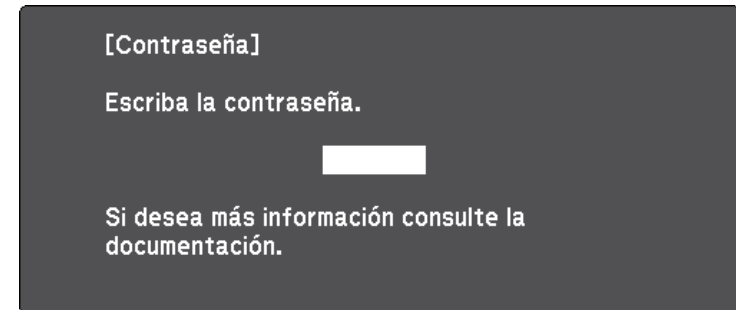 [Contraseña]
Escriba la contraseña.
Si desea más información consulte la
documentación.